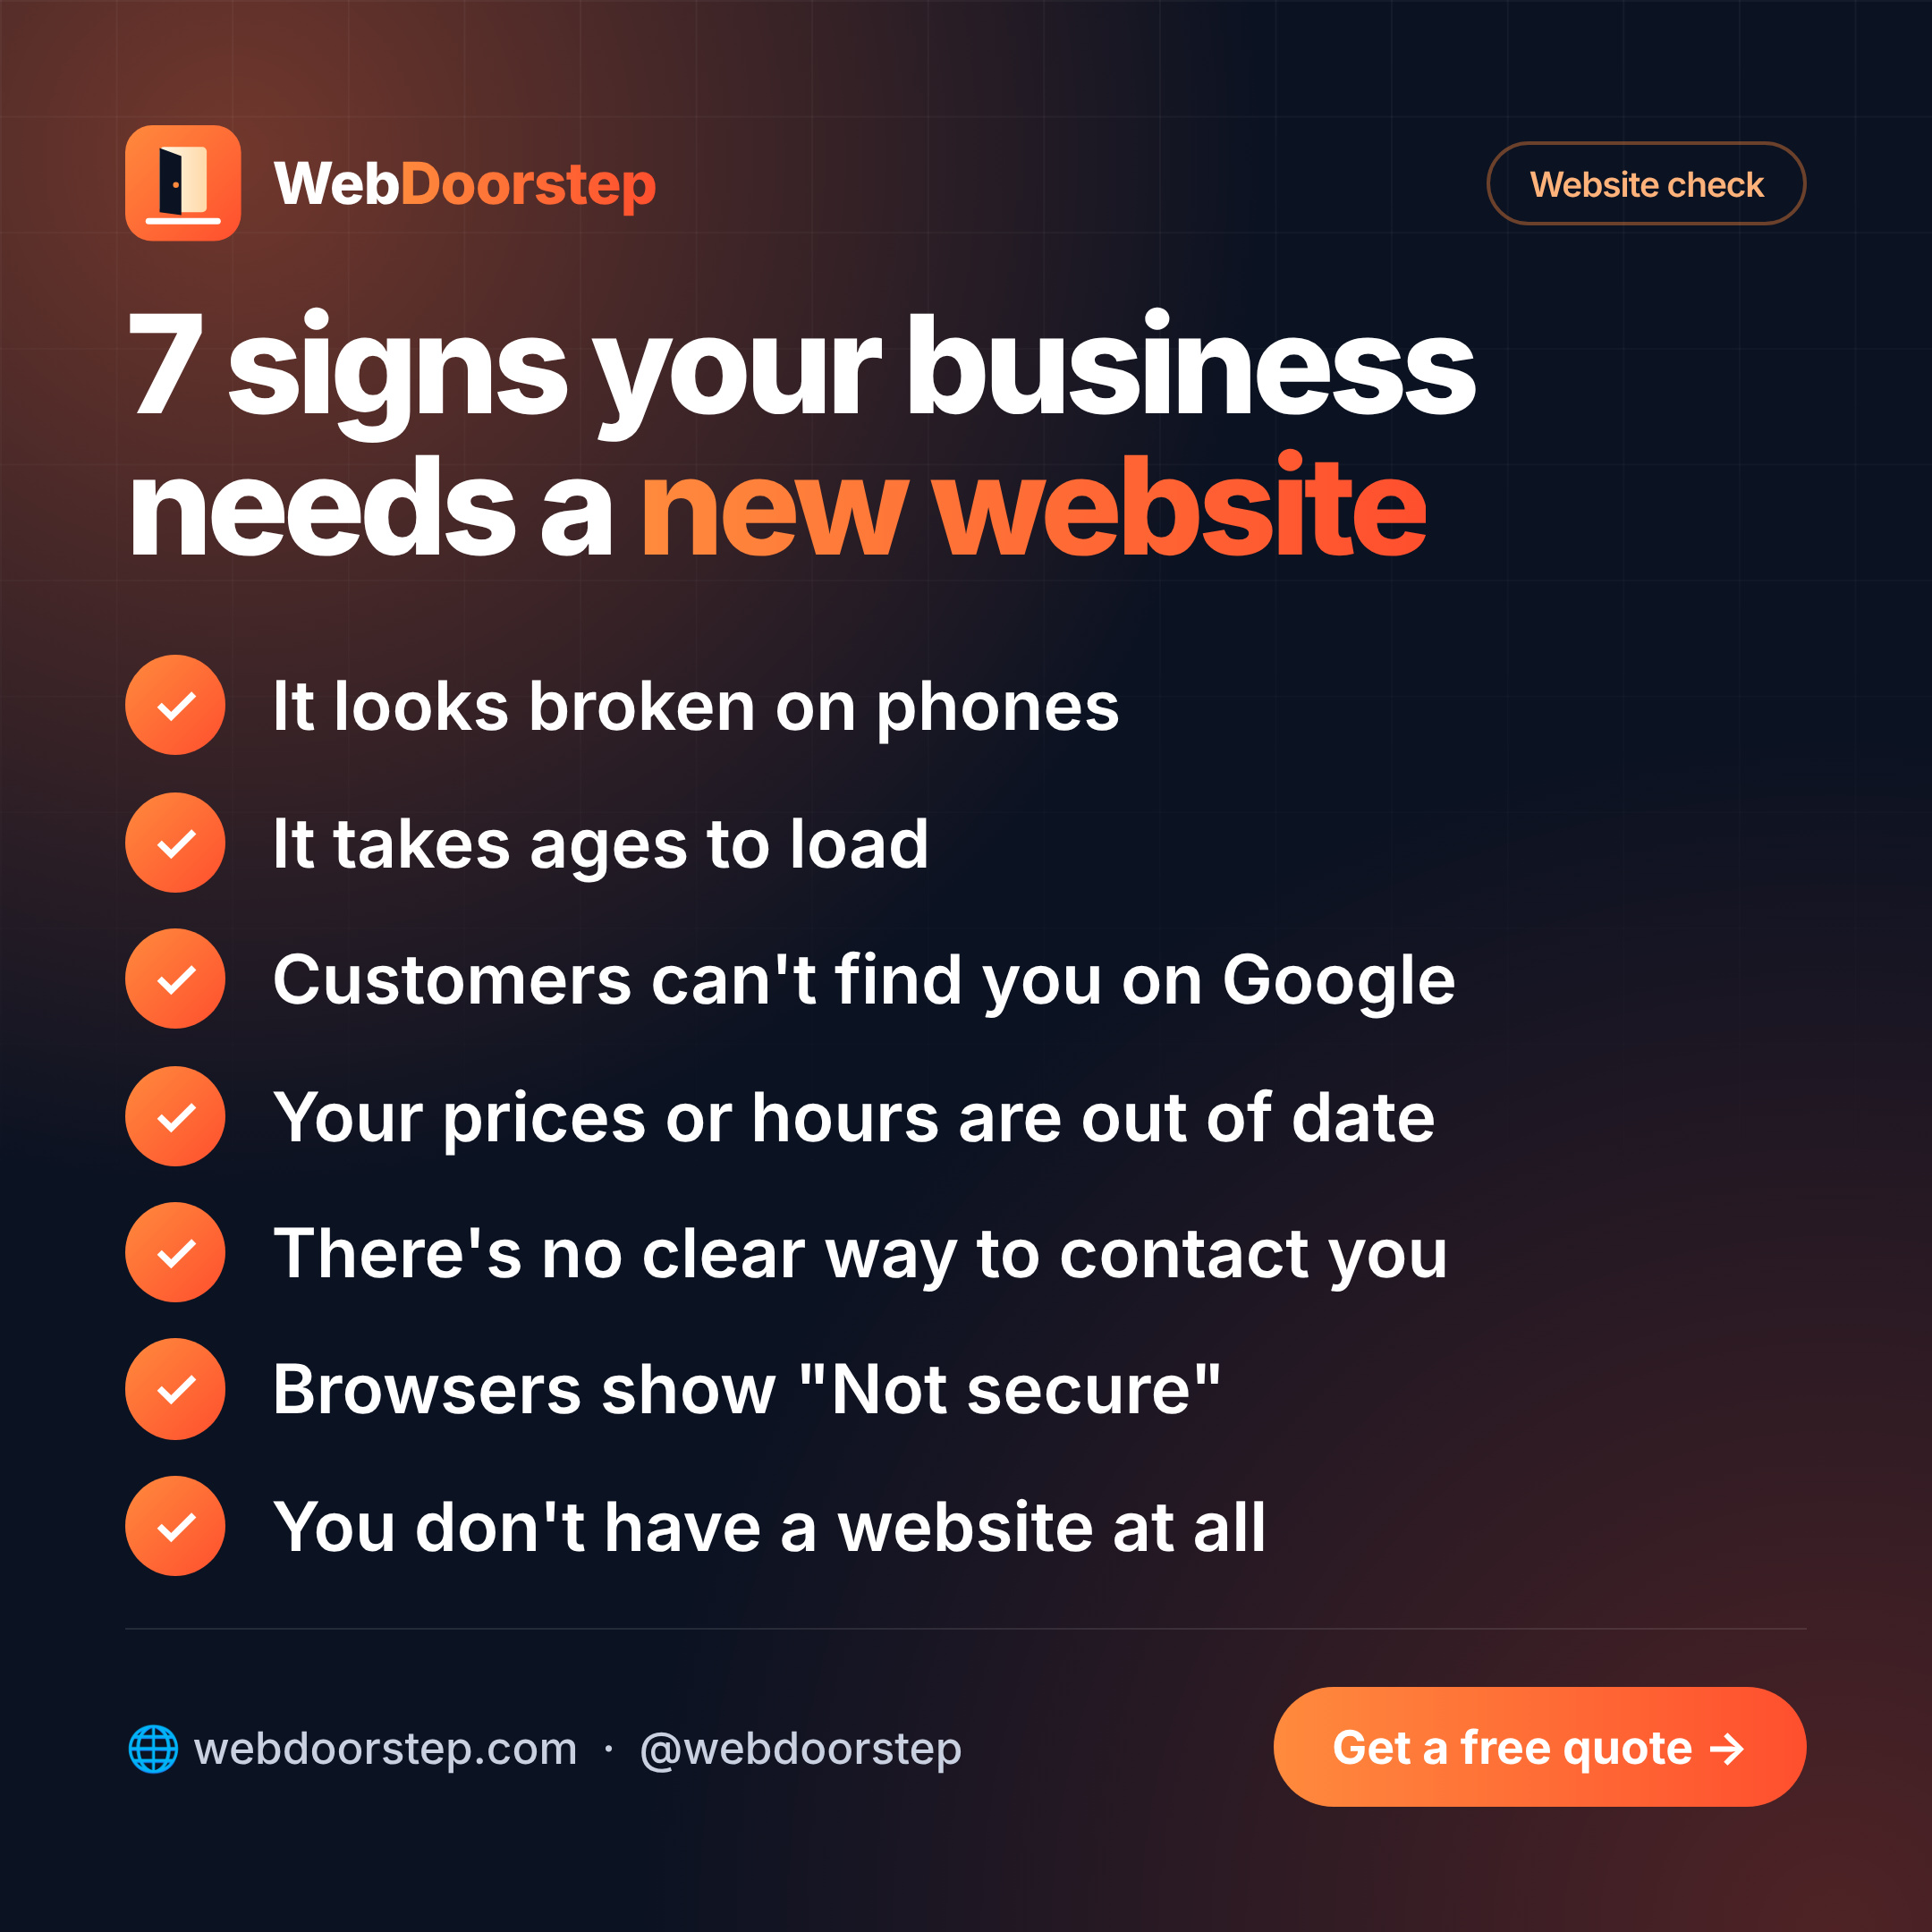 WebDoorstep
Website check
7 signs your business
needs a new website
It looks broken on phones
It takes ages to load
Customers can't find you on Google
Your prices or hours are out of date
There's no clear way to contact you
Browsers show "Not secure"
You don't have a website at all
webdoorstep.com · @webdoorstep
Get a free quote →